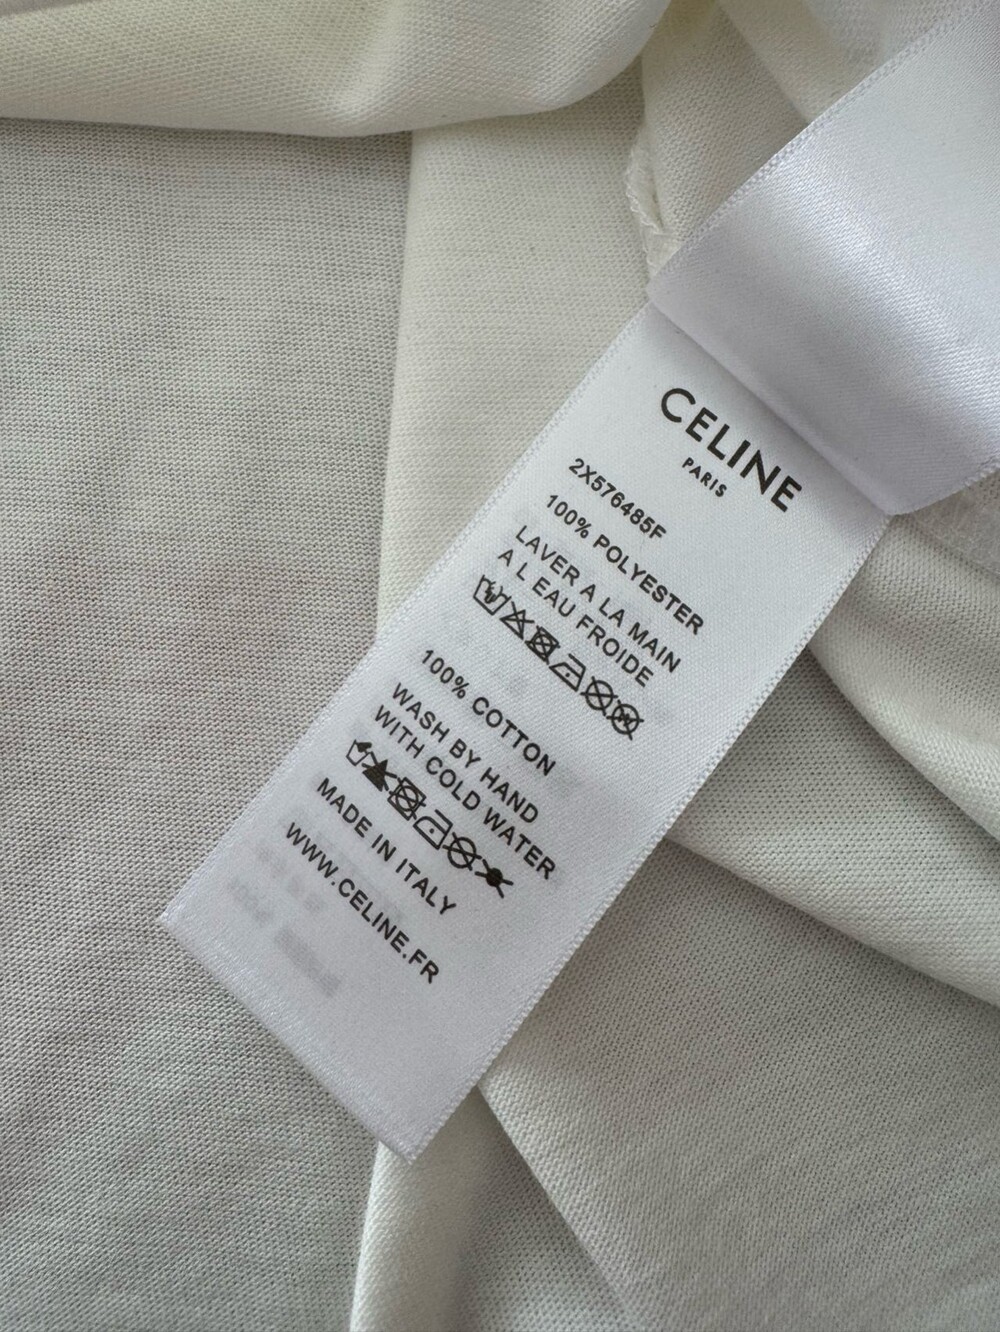 CELINE
PARIS
2X576485F
100% POLYESTER
LAVER A LA MAIN
A L EAU FROIDE
100% COTTON
WASH BY HAND
WITH COLD WATER
MADE IN ITALY
WWW.CELINE.FR